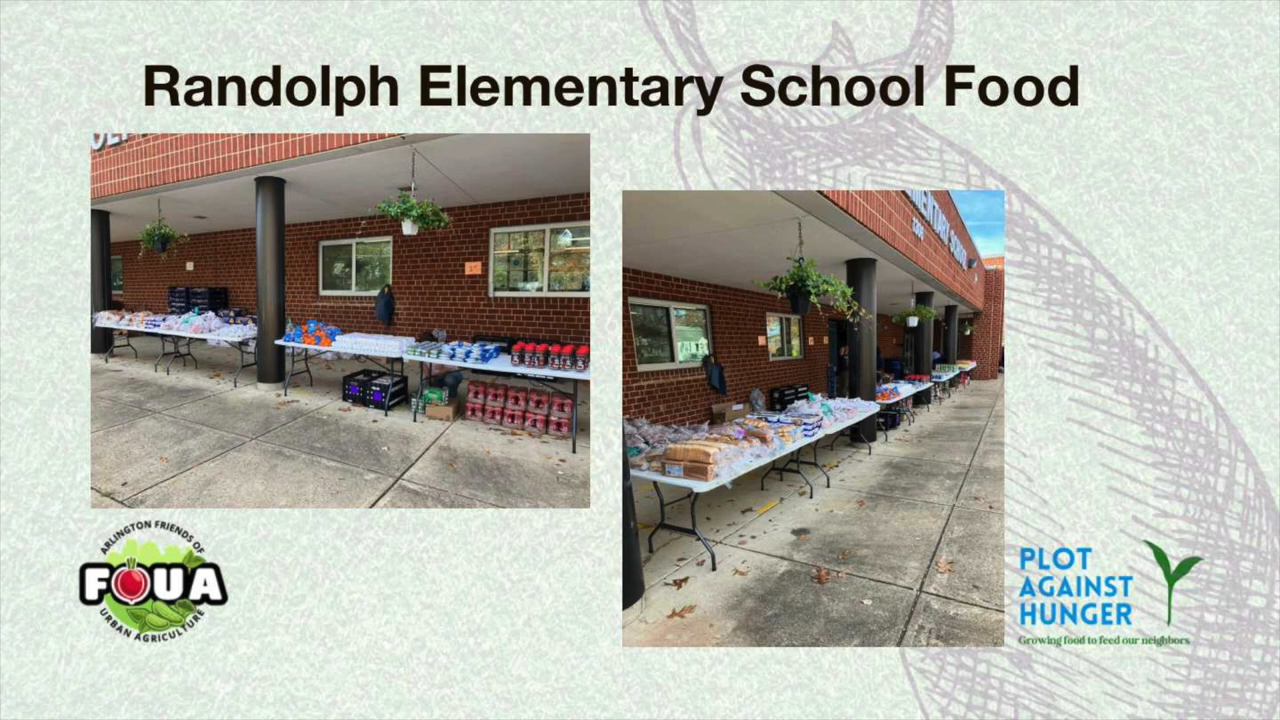 Randolph Elementary School Food
ARLINGTON FRIENDS OF
FOUA
URBAN AGRICULTURE
PLOT
AGAINST
HUNGER
Growing food to feed our neighbors